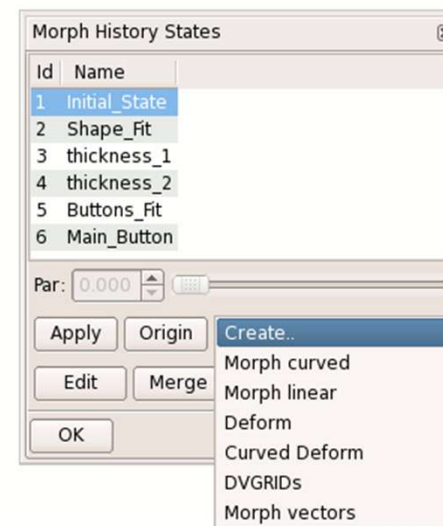 Morph History States
Id Name
1 Initial_State
2 Shape_Fit
3 thickness_1
4 thickness_2
5 Buttons_Fit
6 Main_Button
Par: 0.000
Apply Origin Create..
Morph curved
Edit Merge Morph linear
Deform
OK Curved Deform
DVGRIDs
Morph vectors